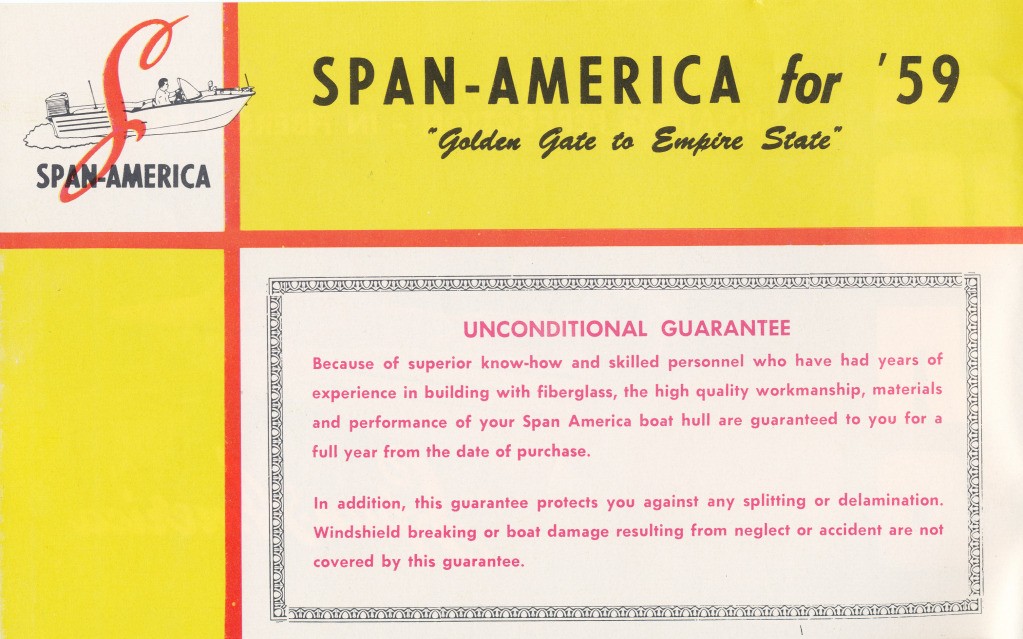 SPAN-AMERICA
SPAN-AMERICA for '59
"Golden Gate to Empire State"
UNCONDITIONAL GUARANTEE
Because of superior know-how and skilled personnel who have had years of
experience in building with fiberglass, the high quality workmanship, materials
and performance of your Span America boat hull are guaranteed to you for a
full year from the date of purchase.
In addition, this guarantee protects you against any splitting or delamination.
Windshield breaking or boat damage resulting from neglect or accident are not
covered by this guarantee.